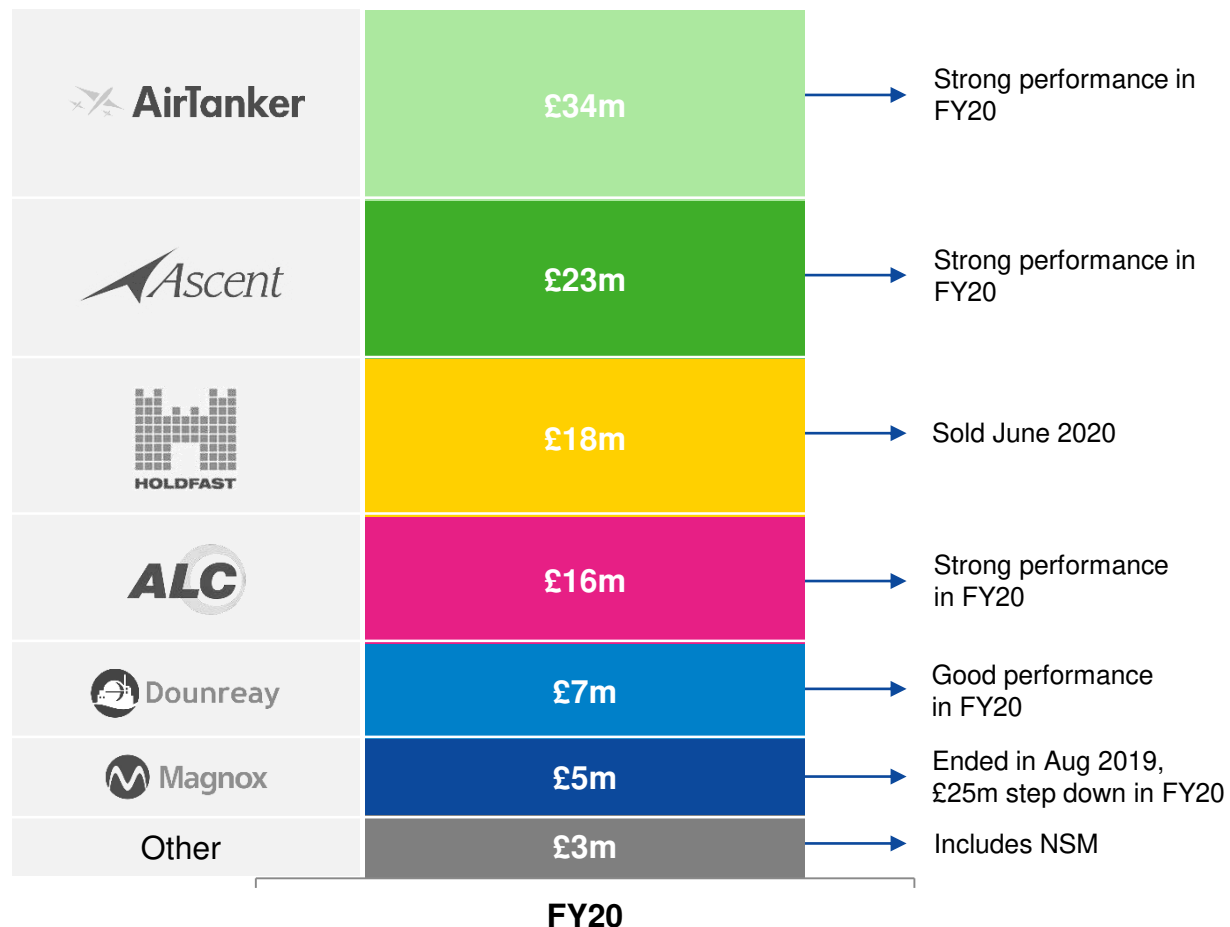 AirTanker
£34m
Strong performance in
FY20
Ascent
£23m
Strong performance in
FY20
HOLDFAST
£18m
Sold June 2020
ALC
£16m
Strong performance
in FY20
Dounreay
£7m
Good performance
in FY20
Magnox
£5m
Ended in Aug 2019,
£25m step down in FY20
Other
£3m
Includes NSM
FY20